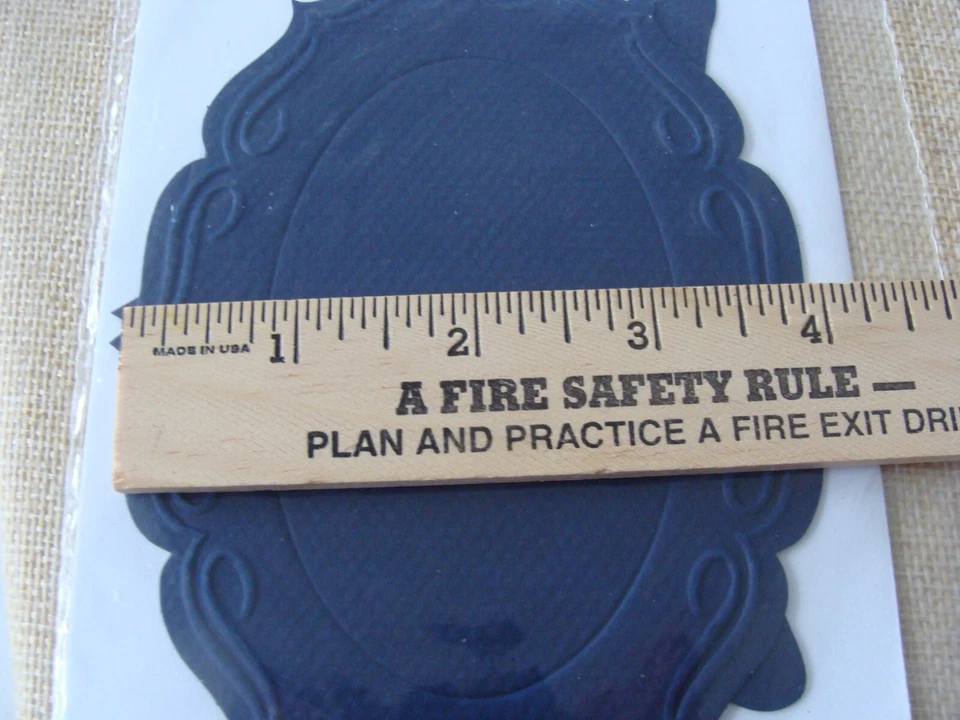 1 2 3 4
MADE IN USA
A FIRE SAFETY RULE —
PLAN AND PRACTICE A FIRE EXIT DRI